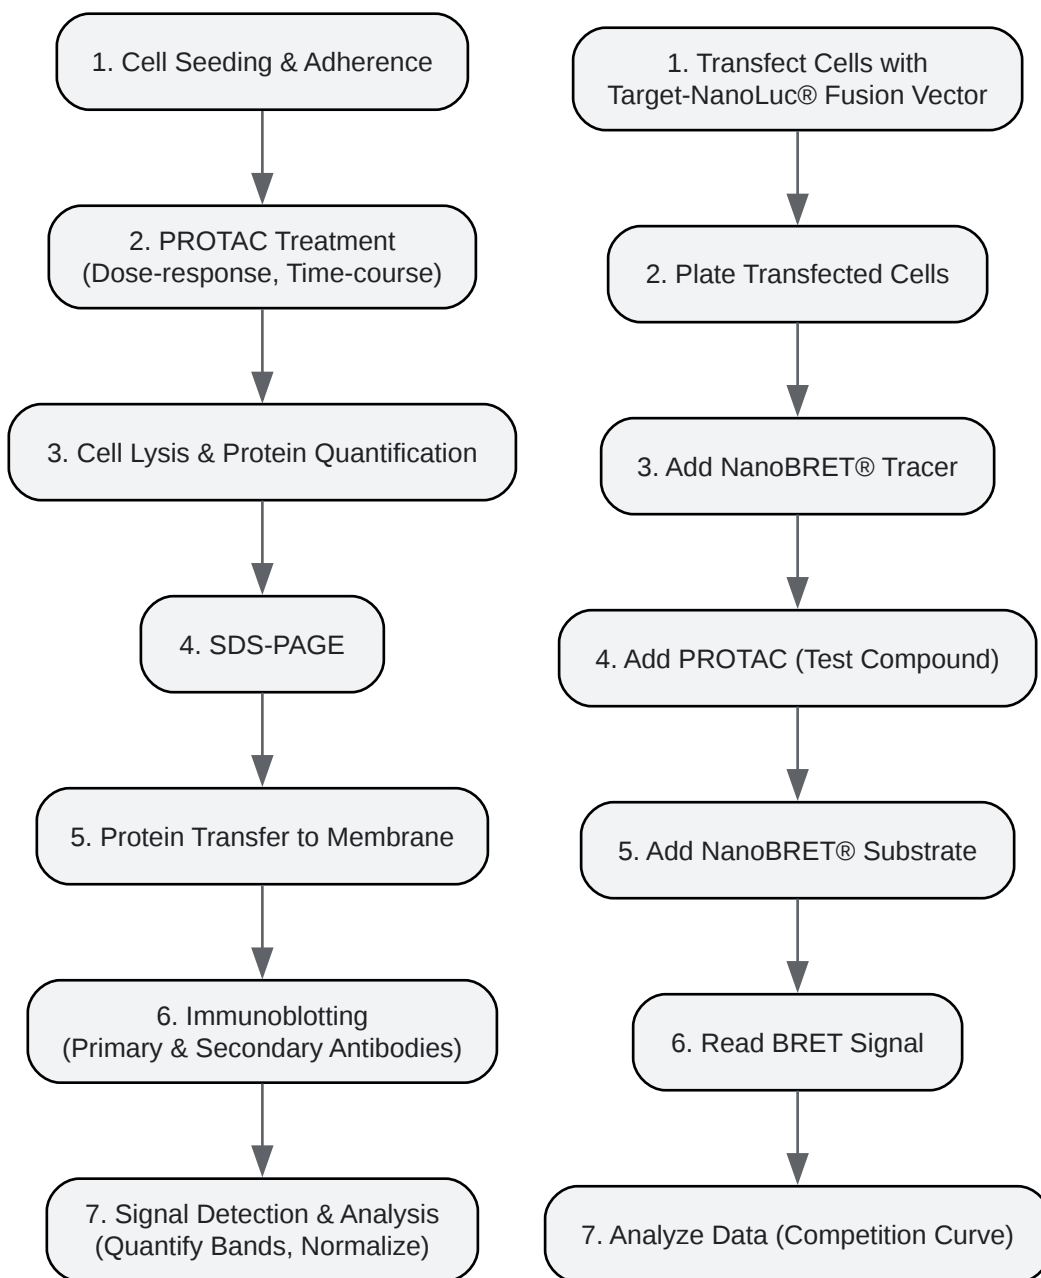 1. Cell Seeding & Adherence
2. PROTAC Treatment
(Dose-response, Time-course)
3. Cell Lysis & Protein Quantification
4. SDS-PAGE
5. Protein Transfer to Membrane
6. Immunoblotting
(Primary & Secondary Antibodies)
7. Signal Detection & Analysis
(Quantify Bands, Normalize)
1. Transfect Cells with
Target-NanoLuc® Fusion Vector
2. Plate Transfected Cells
3. Add NanoBRET® Tracer
4. Add PROTAC (Test Compound)
5. Add NanoBRET® Substrate
6. Read BRET Signal
7. Analyze Data (Competition Curve)